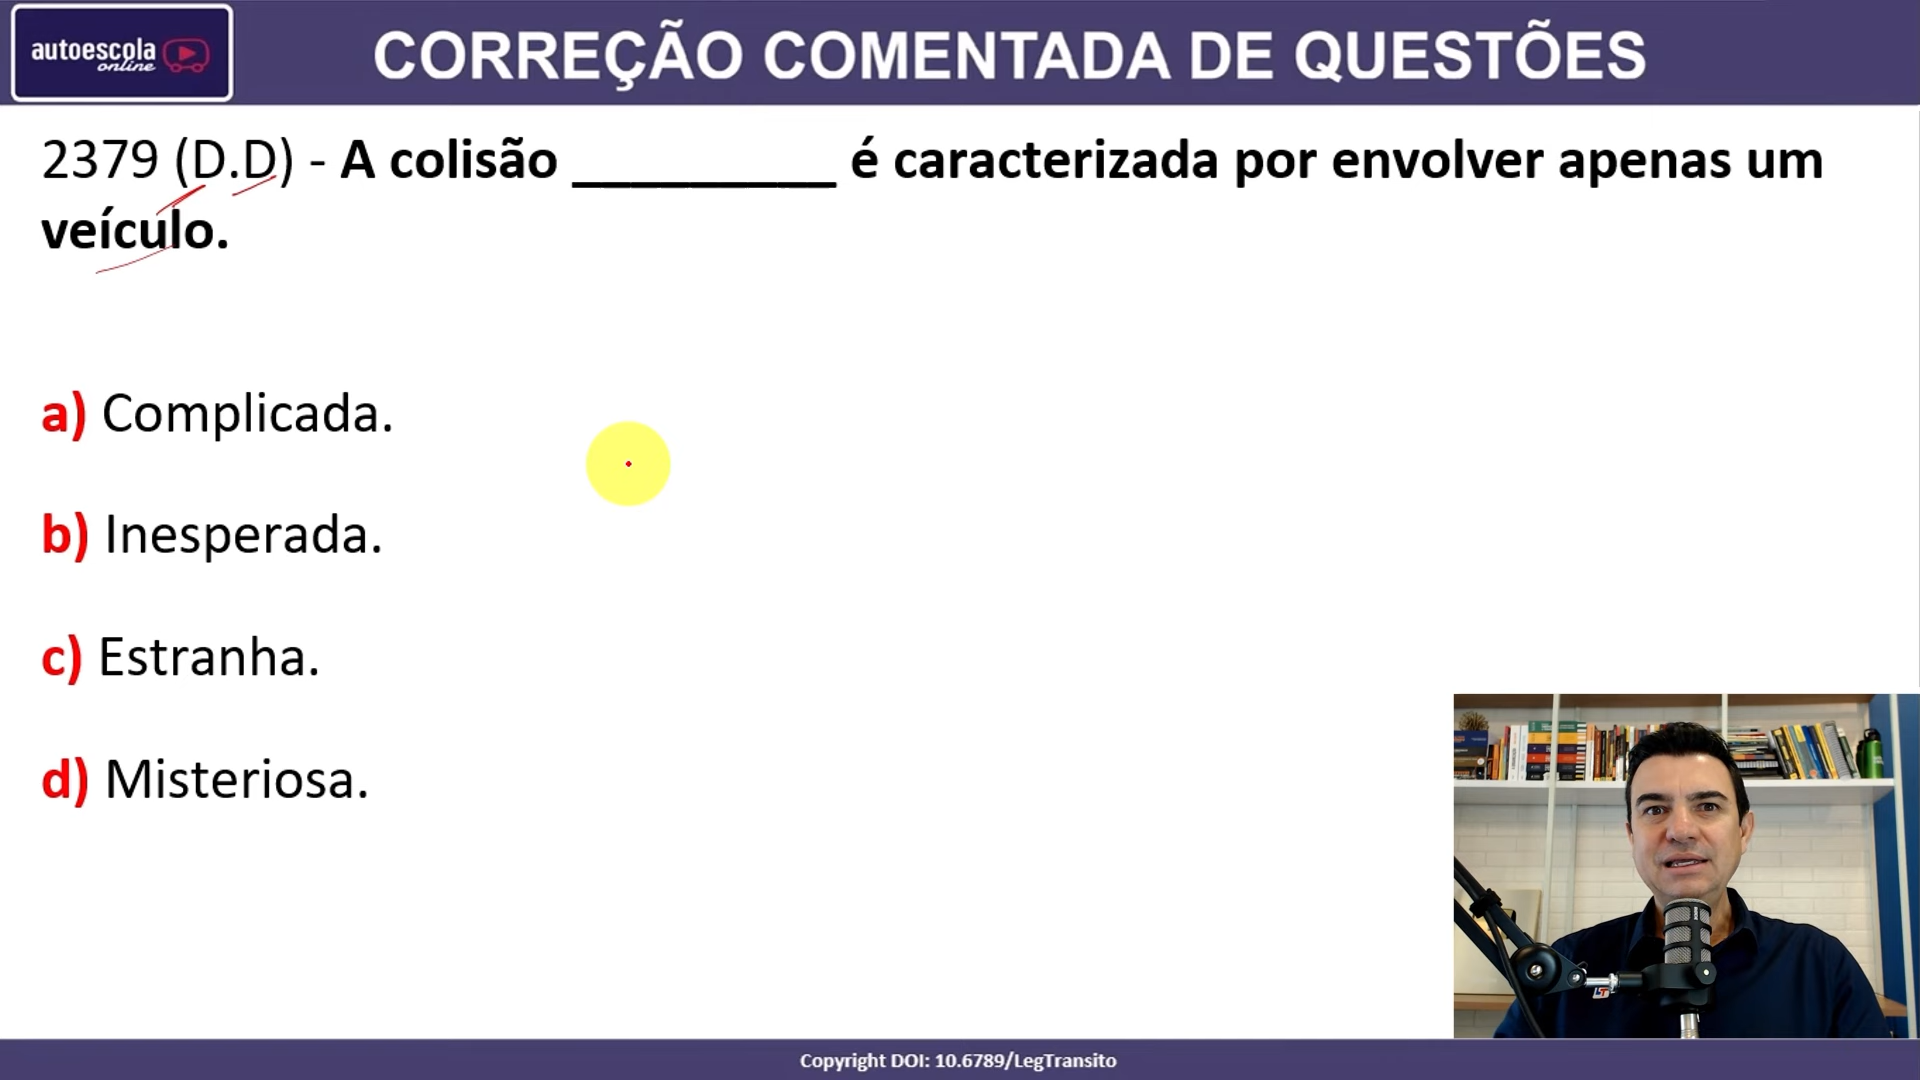 autoescola
online
CORREÇÃO COMENTADA DE QUESTÕES
2379 (D.D) - A colisão _________ é caracterizada por envolver apenas um
veículo.
a) Complicada.
b) Inesperada.
c) Estranha.
d) Misteriosa.
Copyright DOI: 10.6789/LegTransito